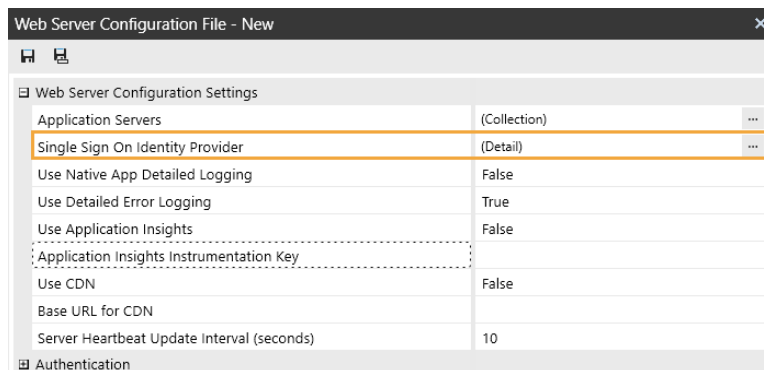 Web Server Configuration File - New
Web Server Configuration Settings
Application Servers (Collection) ...
Single Sign On Identity Provider (Detail) ...
Use Native App Detailed Logging False
Use Detailed Error Logging True
Use Application Insights False
Application Insights Instrumentation Key
Use CDN False
Base URL for CDN
Server Heartbeat Update Interval (seconds) 10
Authentication